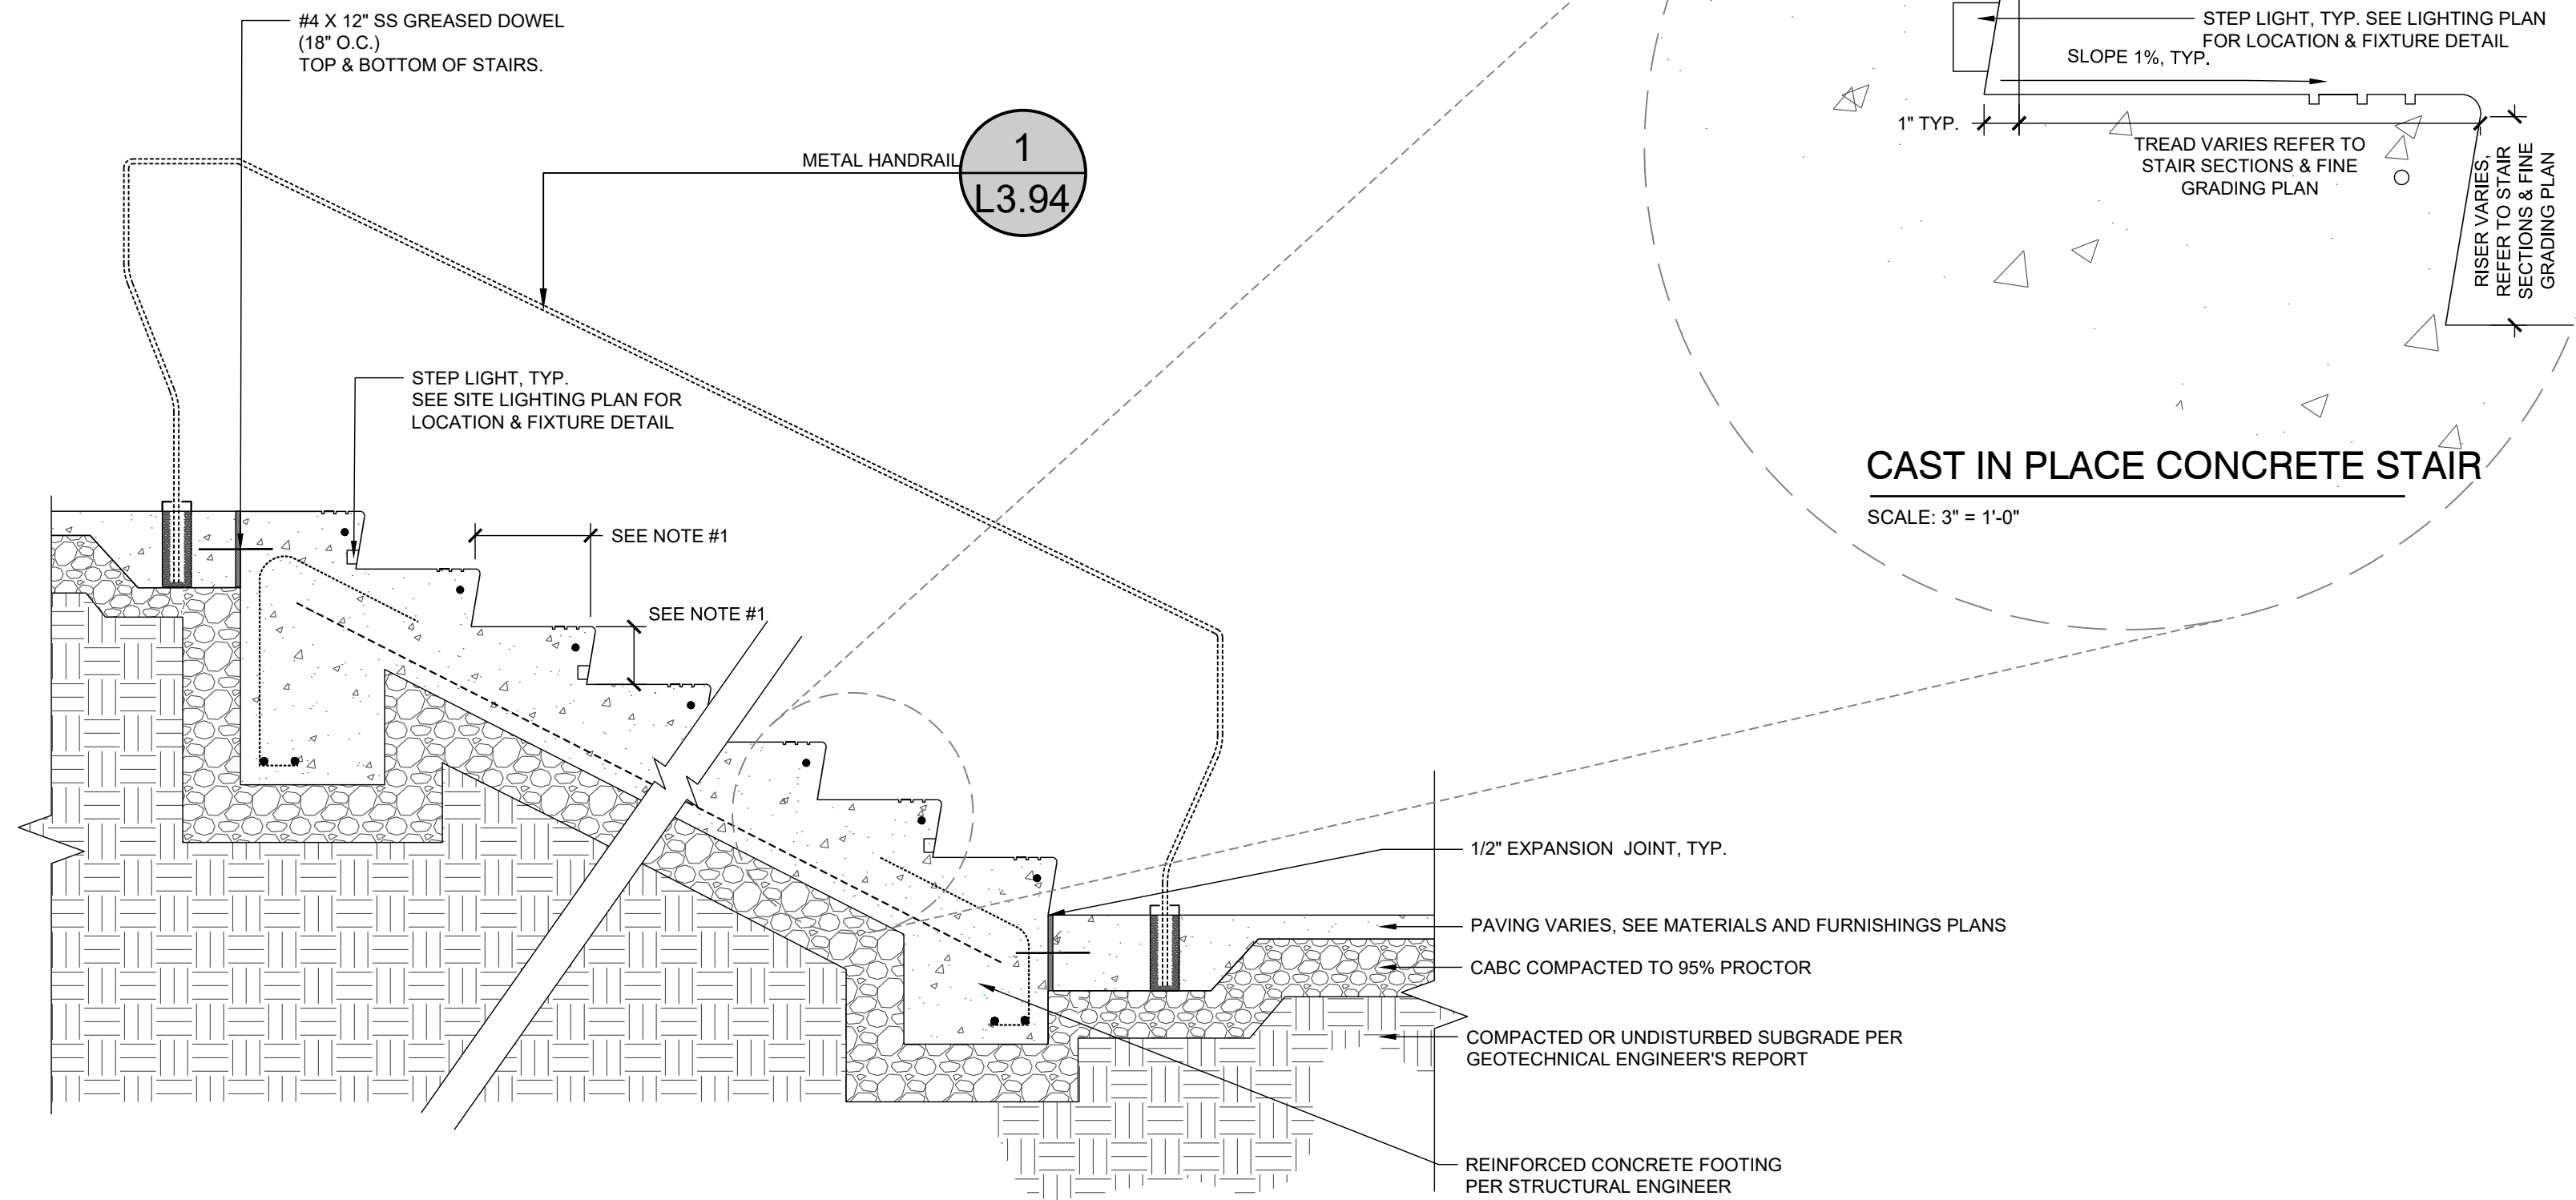 #4 X 12" SS GREASED DOWEL
(18" O.C.)
TOP & BOTTOM OF STAIRS.
METAL HANDRAIL
1
L3.94
STEP LIGHT, TYP.
SEE SITE LIGHTING PLAN FOR
LOCATION & FIXTURE DETAIL
SEE NOTE #1
SEE NOTE #1
STEP LIGHT, TYP. SEE LIGHTING PLAN
FOR LOCATION & FIXTURE DETAIL
SLOPE 1%, TYP.
1" TYP.
TREAD VARIES REFER TO
STAIR SECTIONS & FINE
GRADING PLAN
RISER VARIES,
REFER TO STAIR
SECTIONS & FINE
GRADING PLAN
CAST IN PLACE CONCRETE STAIR
SCALE: 3" = 1'-0"
1/2" EXPANSION JOINT, TYP.
PAVING VARIES, SEE MATERIALS AND FURNISHINGS PLANS
CABC COMPACTED TO 95% PROCTOR
COMPACTED OR UNDISTURBED SUBGRADE PER
GEOTECHNICAL ENGINEER'S REPORT
REINFORCED CONCRETE FOOTING
PER STRUCTURAL ENGINEER